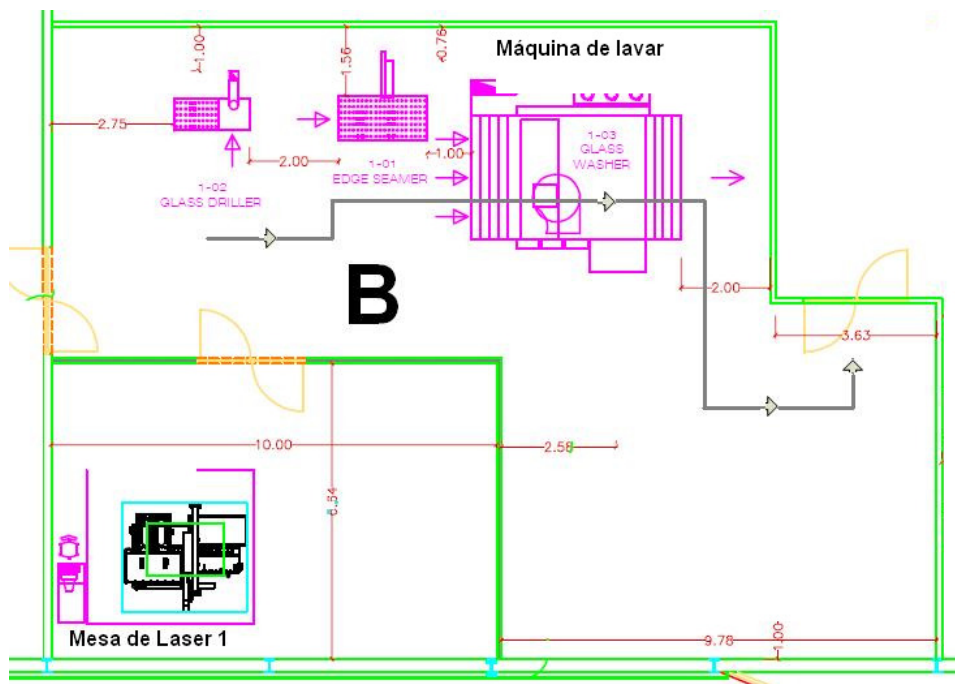 Máquina de lavar
1.00
1.56
0.76
2.75
1-03
GLASS
WASHER
2.00
1.00
1-01
EDGE SEAMER
1-02
GLASS DRILLER
B
2.00
3.63
10.00
2.58
6.54
Mesa de Laser 1
9.78
1.00